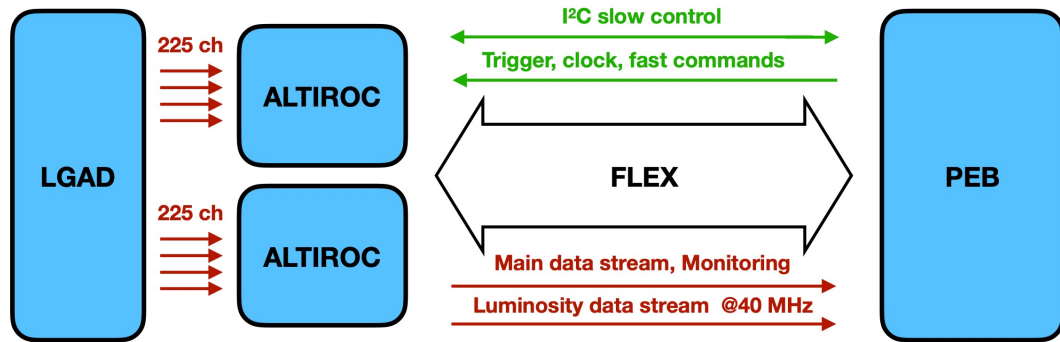 LGAD
225 ch
ALTIROC
225 ch
ALTIROC
I²C slow control
Trigger, clock, fast commands
FLEX
Main data stream, Monitoring
Luminosity data stream @40 MHz
PEB